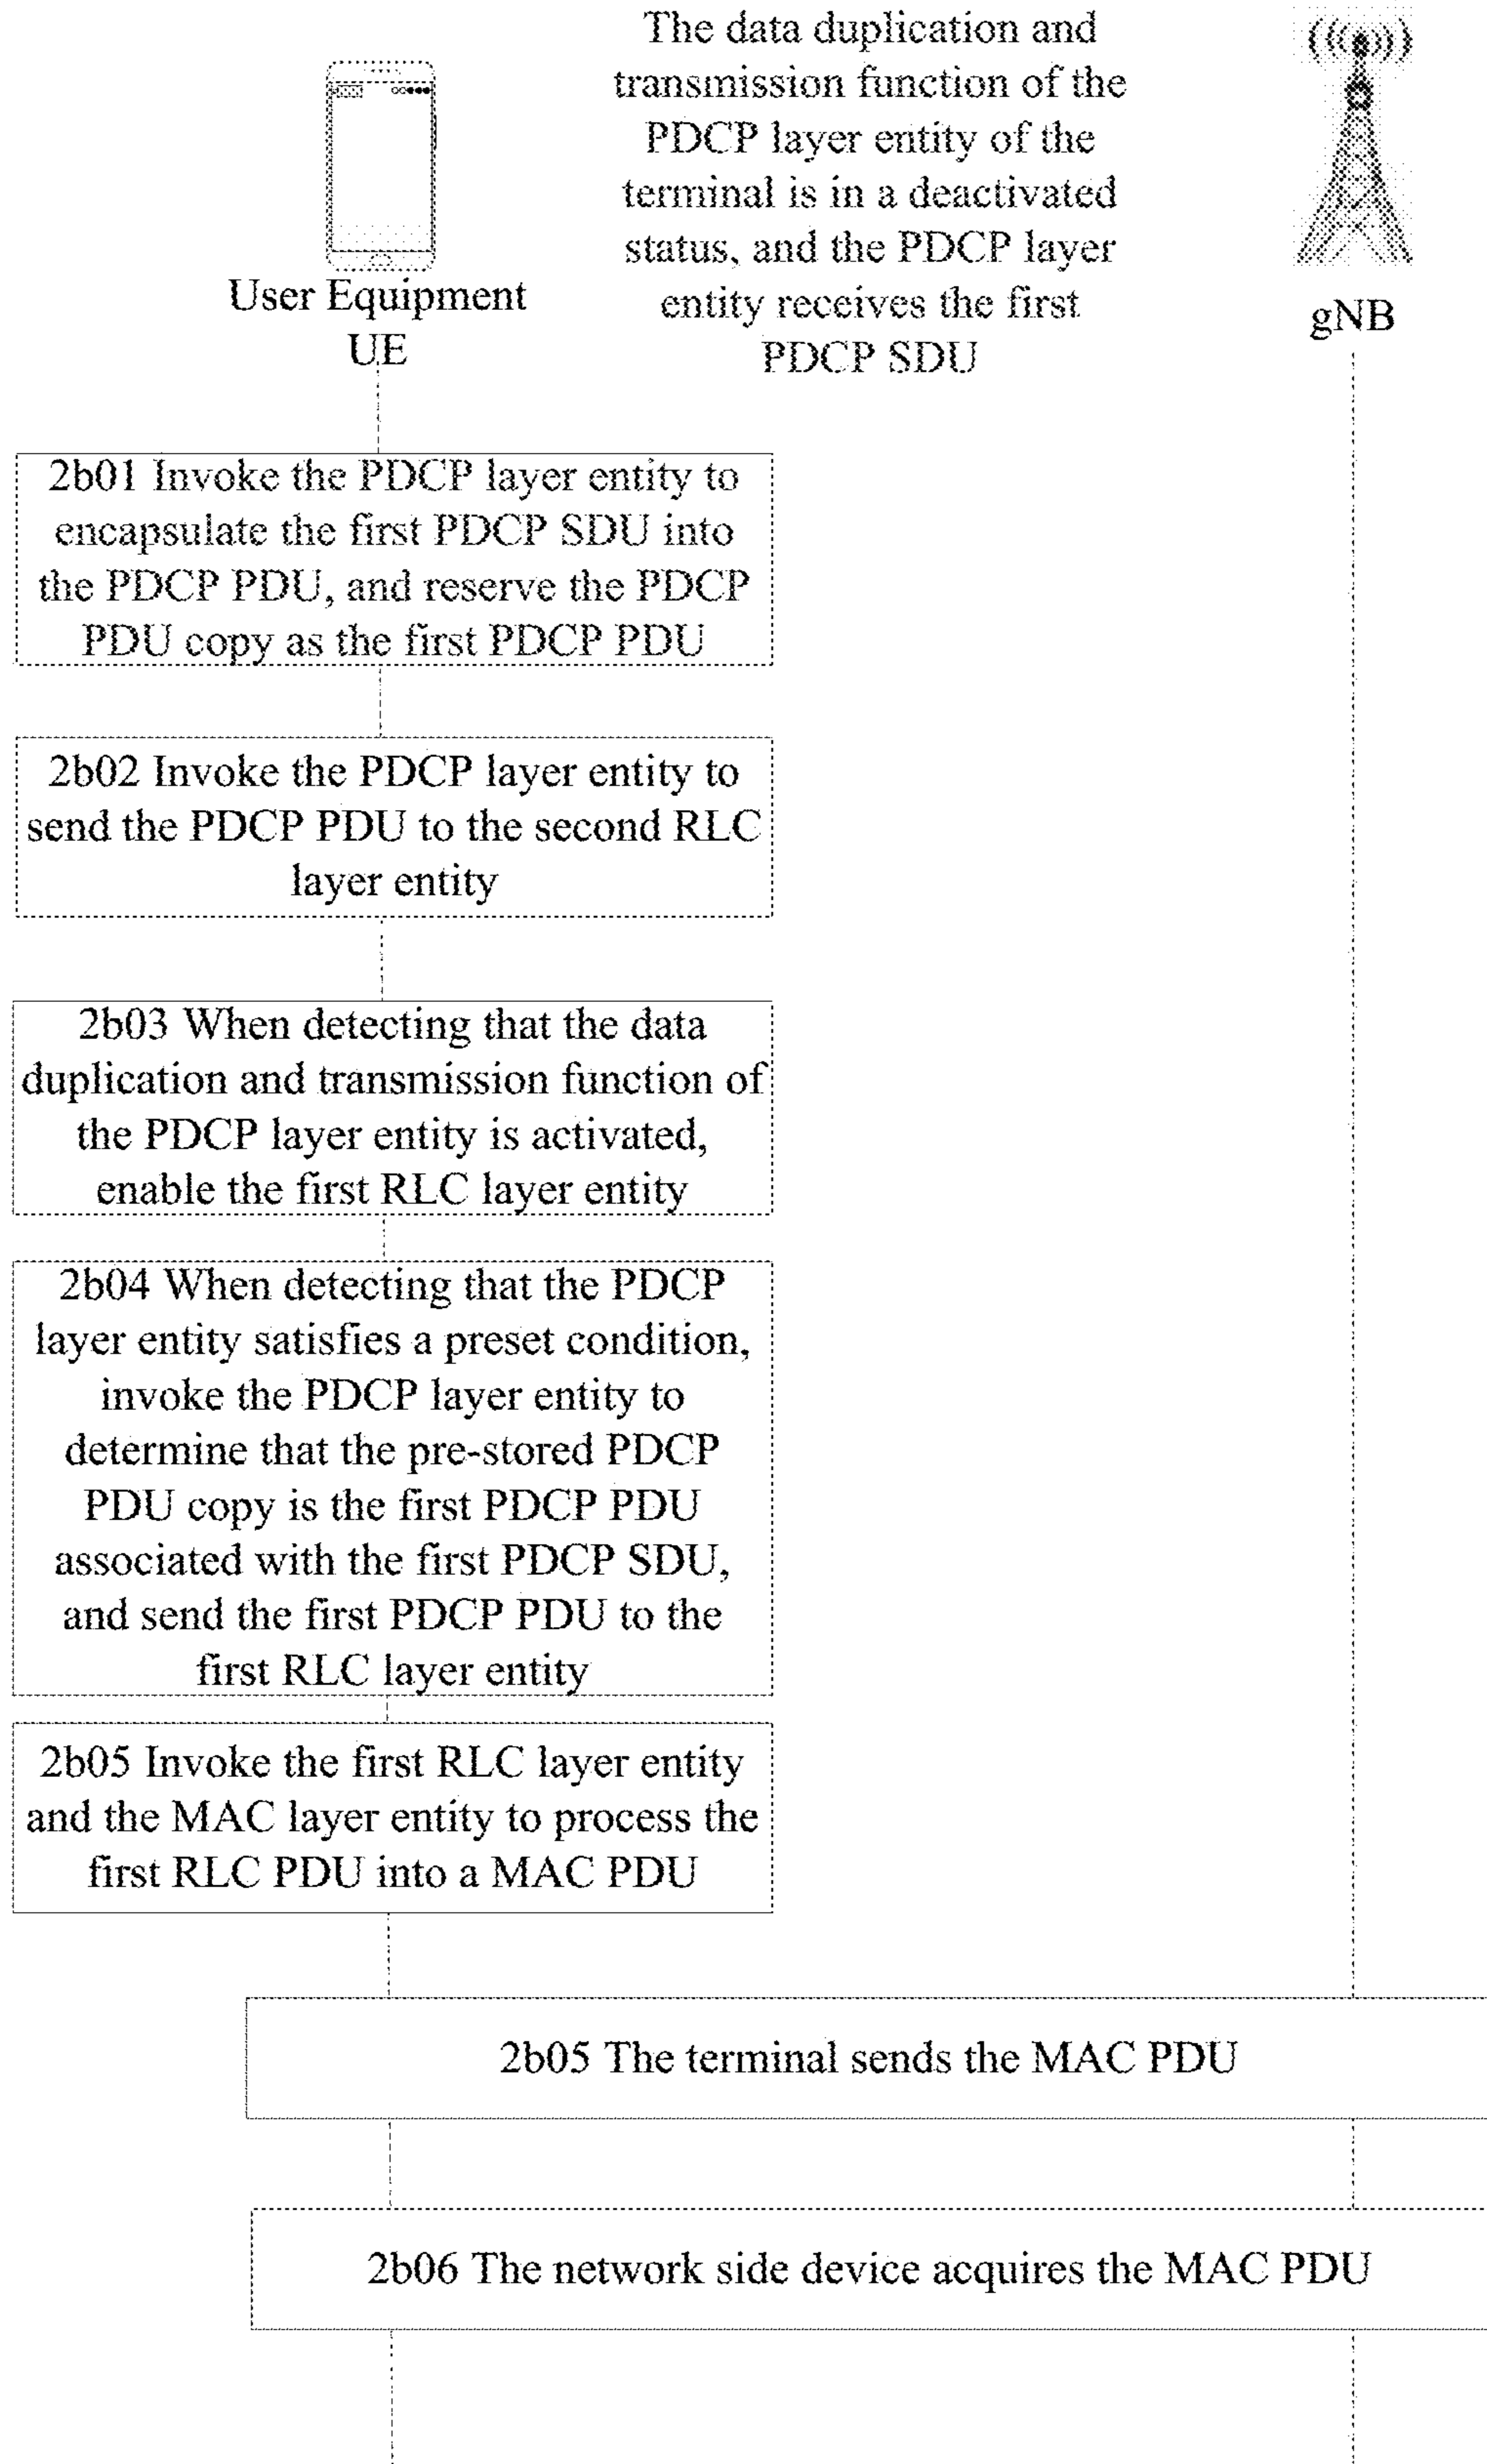 The data duplication and
transmission function of the
PDCP layer entity of the
terminal is in a deactivated
status, and the PDCP layer
entity receives the first
PDCP SDU
User Equipment
UE
gNB
2b01 Invoke the PDCP layer entity to
encapsulate the first PDCP SDU into
the PDCP PDU, and reserve the PDCP
PDU copy as the first PDCP PDU
2b02 Invoke the PDCP layer entity to
send the PDCP PDU to the second RLC
layer entity
2b03 When detecting that the data
duplication and transmission function of
the PDCP layer entity is activated,
enable the first RLC layer entity
2b04 When detecting that the PDCP
layer entity satisfies a preset condition,
invoke the PDCP layer entity to
determine that the pre-stored PDCP
PDU copy is the first PDCP PDU
associated with the first PDCP SDU,
and send the first PDCP PDU to the
first RLC layer entity
2b05 Invoke the first RLC layer entity
and the MAC layer entity to process the
first RLC PDU into a MAC PDU
2b05 The terminal sends the MAC PDU
2b06 The network side device acquires the MAC PDU